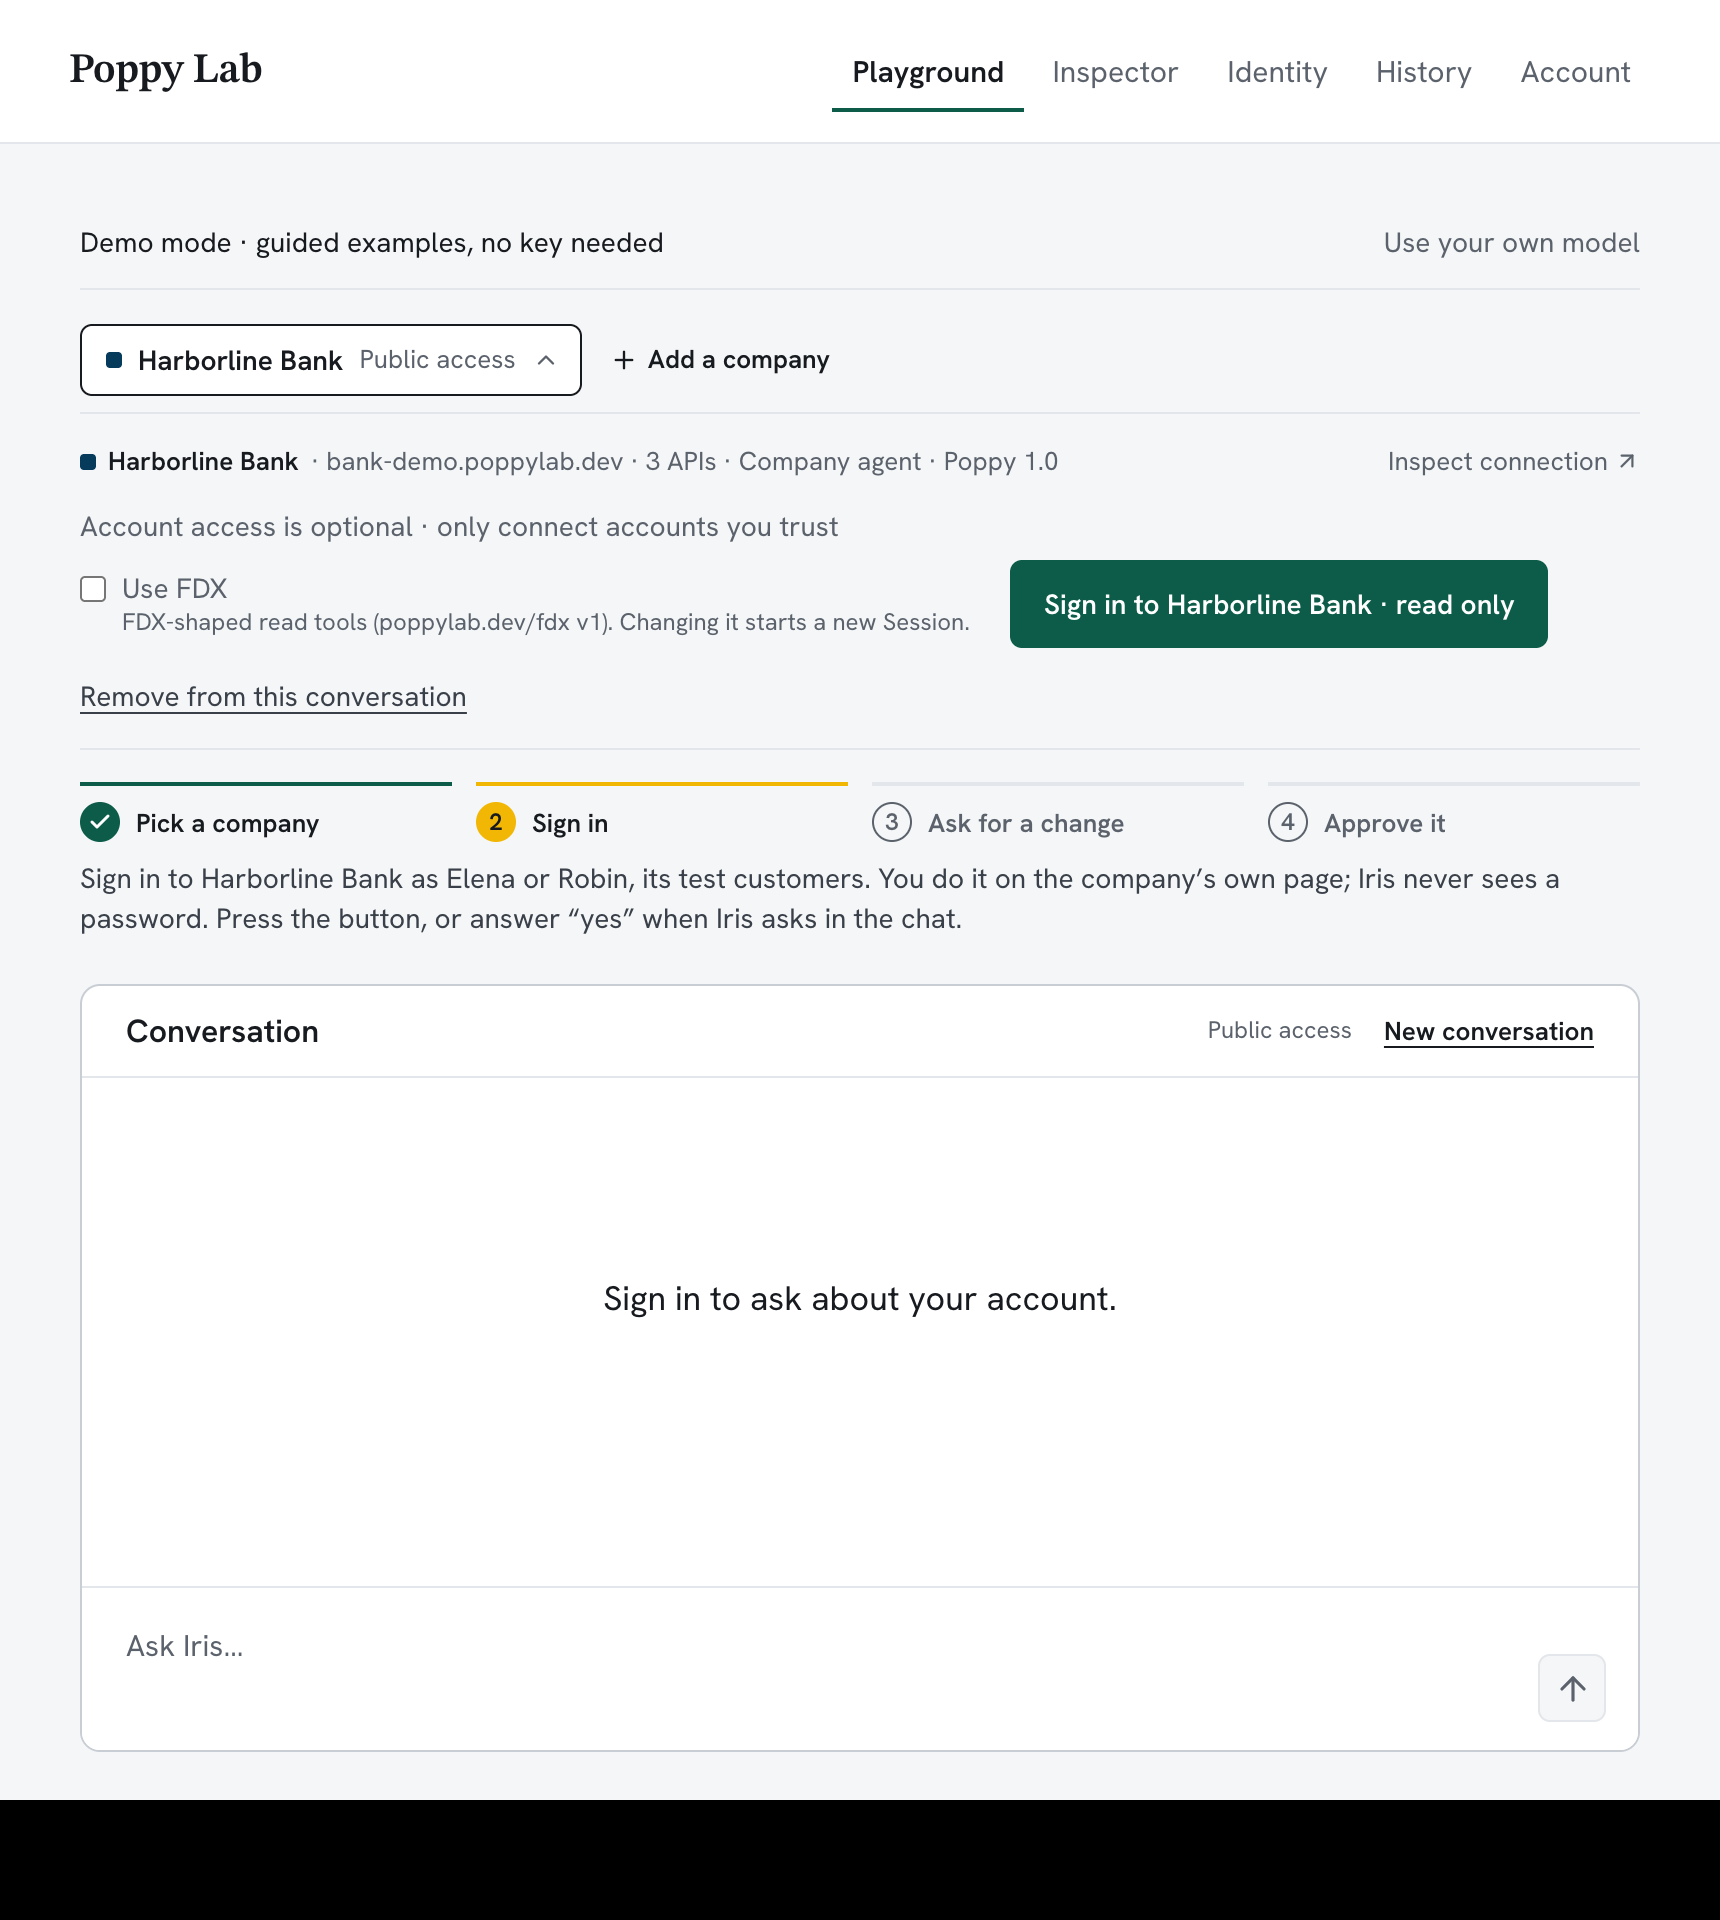 Poppy Lab
Playground
Inspector
Identity
History
Account
Demo mode · guided examples, no key needed
Use your own model
Harborline Bank Public access
+ Add a company
Harborline Bank · bank-demo.poppylab.dev · 3 APIs · Company agent · Poppy 1.0
Inspect connection ↗
Account access is optional · only connect accounts you trust
Use FDX
FDX-shaped read tools (poppylab.dev/fdx v1). Changing it starts a new Session.
Sign in to Harborline Bank · read only
Remove from this conversation
Pick a company
2 Sign in
3 Ask for a change
4 Approve it
Sign in to Harborline Bank as Elena or Robin, its test customers. You do it on the company’s own page; Iris never sees a
password. Press the button, or answer “yes” when Iris asks in the chat.
Conversation
Public access
New conversation
Sign in to ask about your account.
Ask Iris…